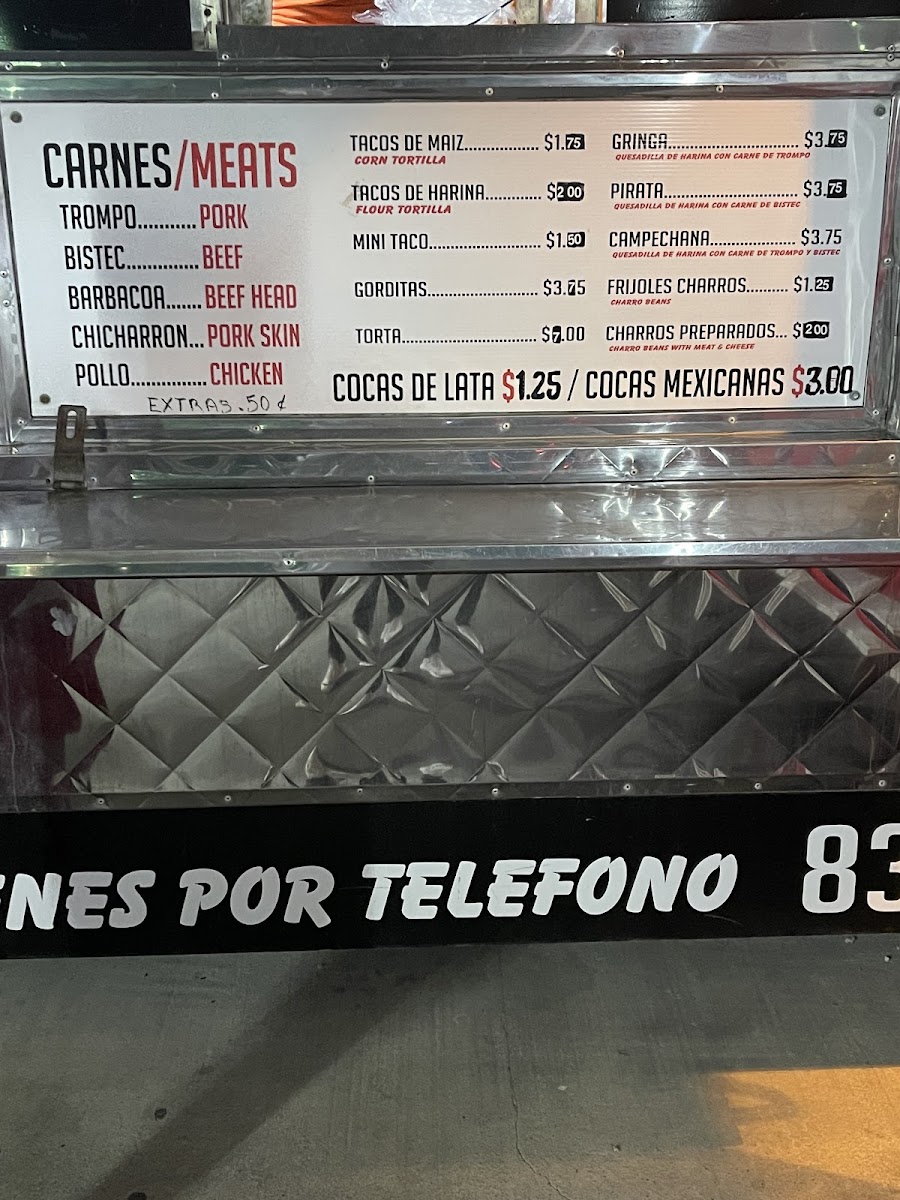 CARNES/MEATS
TROMPO...........PORK
BISTEC..............BEEF
BARBACOA.......BEEF HEAD
CHICHARRON...PORK SKIN
POLLO...............CHICKEN
EXTRAS .50¢
TACOS DE MAIZ................. $1.75
CORN TORTILLA
TACOS DE HARINA............. $2.00
FLOUR TORTILLA
MINI TACO........................... $1.50
GORDITAS........................... $3.75
TORTA................................ $7.00
GRINGA.............................. $3.75
QUESADILLA DE HARINA CON CARNE DE TROMPO
PIRATA............................... $3.75
QUESADILLA DE HARINA CON CARNE DE BISTEC
CAMPECHANA.................... $3.75
QUESADILLA DE HARINA CON CARNE DE TROMPO Y BISTEC
FRIJOLES CHARROS.......... $1.25
CHARRO BEANS
CHARROS PREPARADOS... $2.00
CHARRO BEANS WITH MEAT & CHEESE
COCAS DE LATA $1.25 / COCAS MEXICANAS $3.00
ENES POR TELEFONO 83